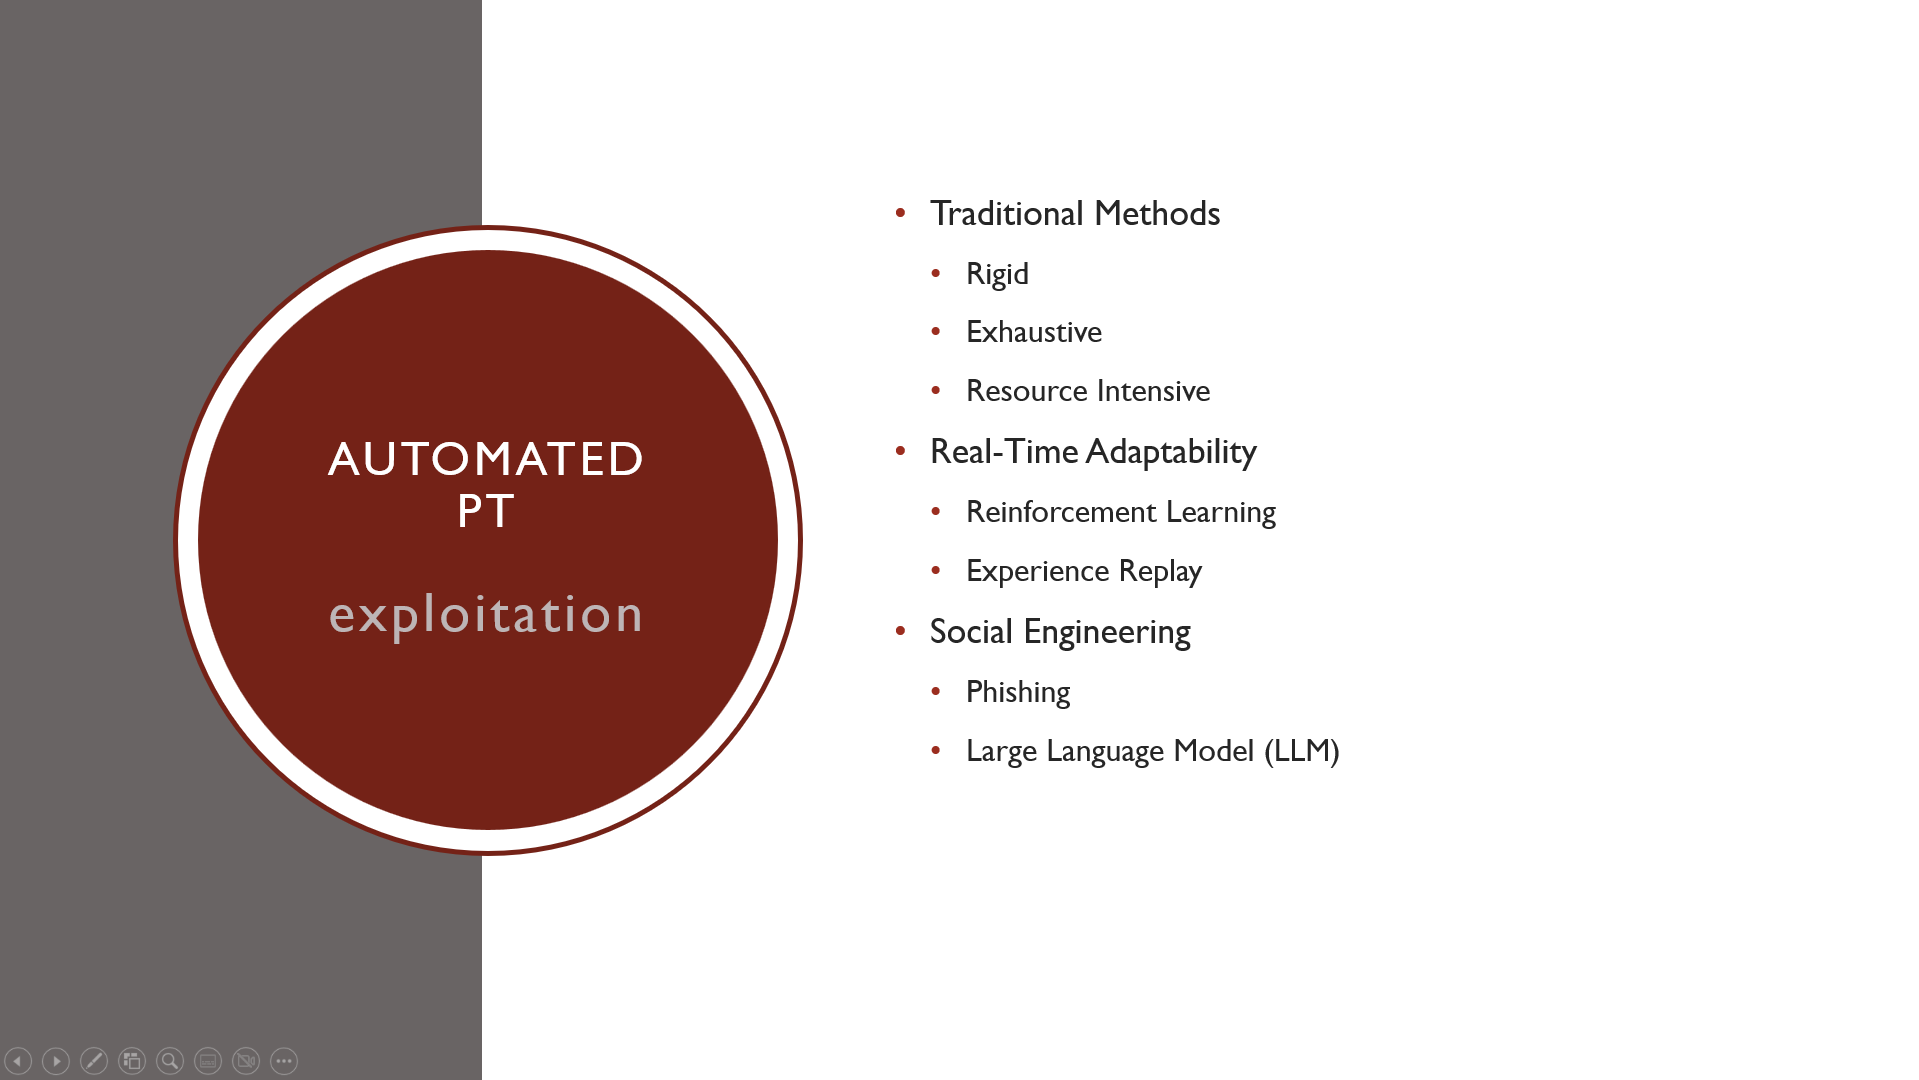 AUTOMATED
PT
exploitation
• Traditional Methods
• Rigid
• Exhaustive
• Resource Intensive
• Real-Time Adaptability
• Reinforcement Learning
• Experience Replay
• Social Engineering
• Phishing
• Large Language Model (LLM)